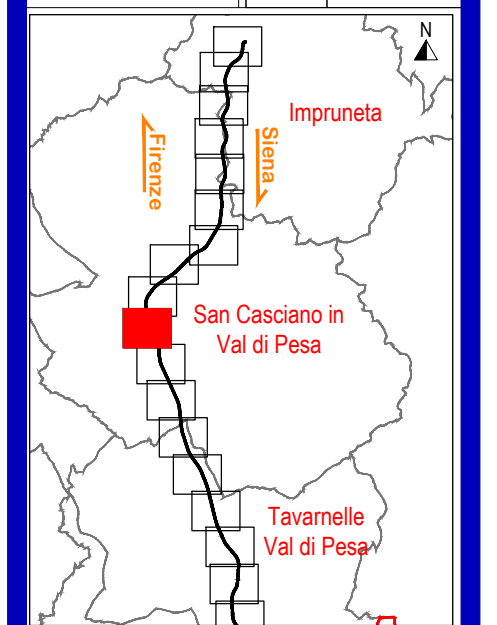 N
Impruneta
Firenze
Siena
San Casciano in
Val di Pesa
Tavarnelle
Val di Pesa